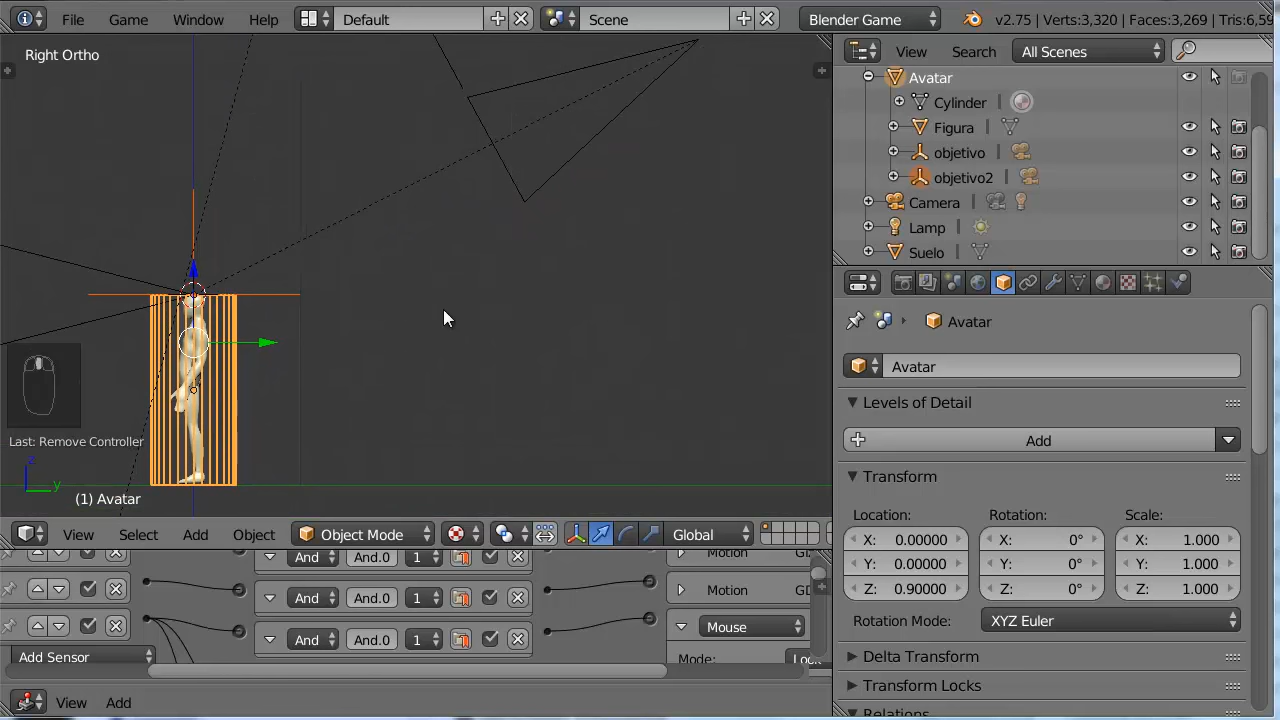 File Game Window Help Default Scene Blender Game v2.75 | Verts:3,320 | Faces:3,269 | Tris:6,59
Right Ortho
View Search All Scenes
Avatar
Cylinder
Figura
objetivo
objetivo2
Camera
Lamp
Suelo
Avatar
Avatar
Levels of Detail
Add
Transform
Location: Rotation: Scale:
X: 0.00000 X: 0° X: 1.000
Y: 0.00000 Y: 0° Y: 1.000
Z: 0.90000 Z: 0° Z: 1.000
Rotation Mode: XYZ Euler
Delta Transform
Transform Locks
Relations
Last: Remove Controller
z
y
(1) Avatar
View Select Add Object Object Mode Global
And And.0 1 Motion
And And.0 1 Motion
And And.0 1 Mouse
Add Sensor Mode: Loc
View Add